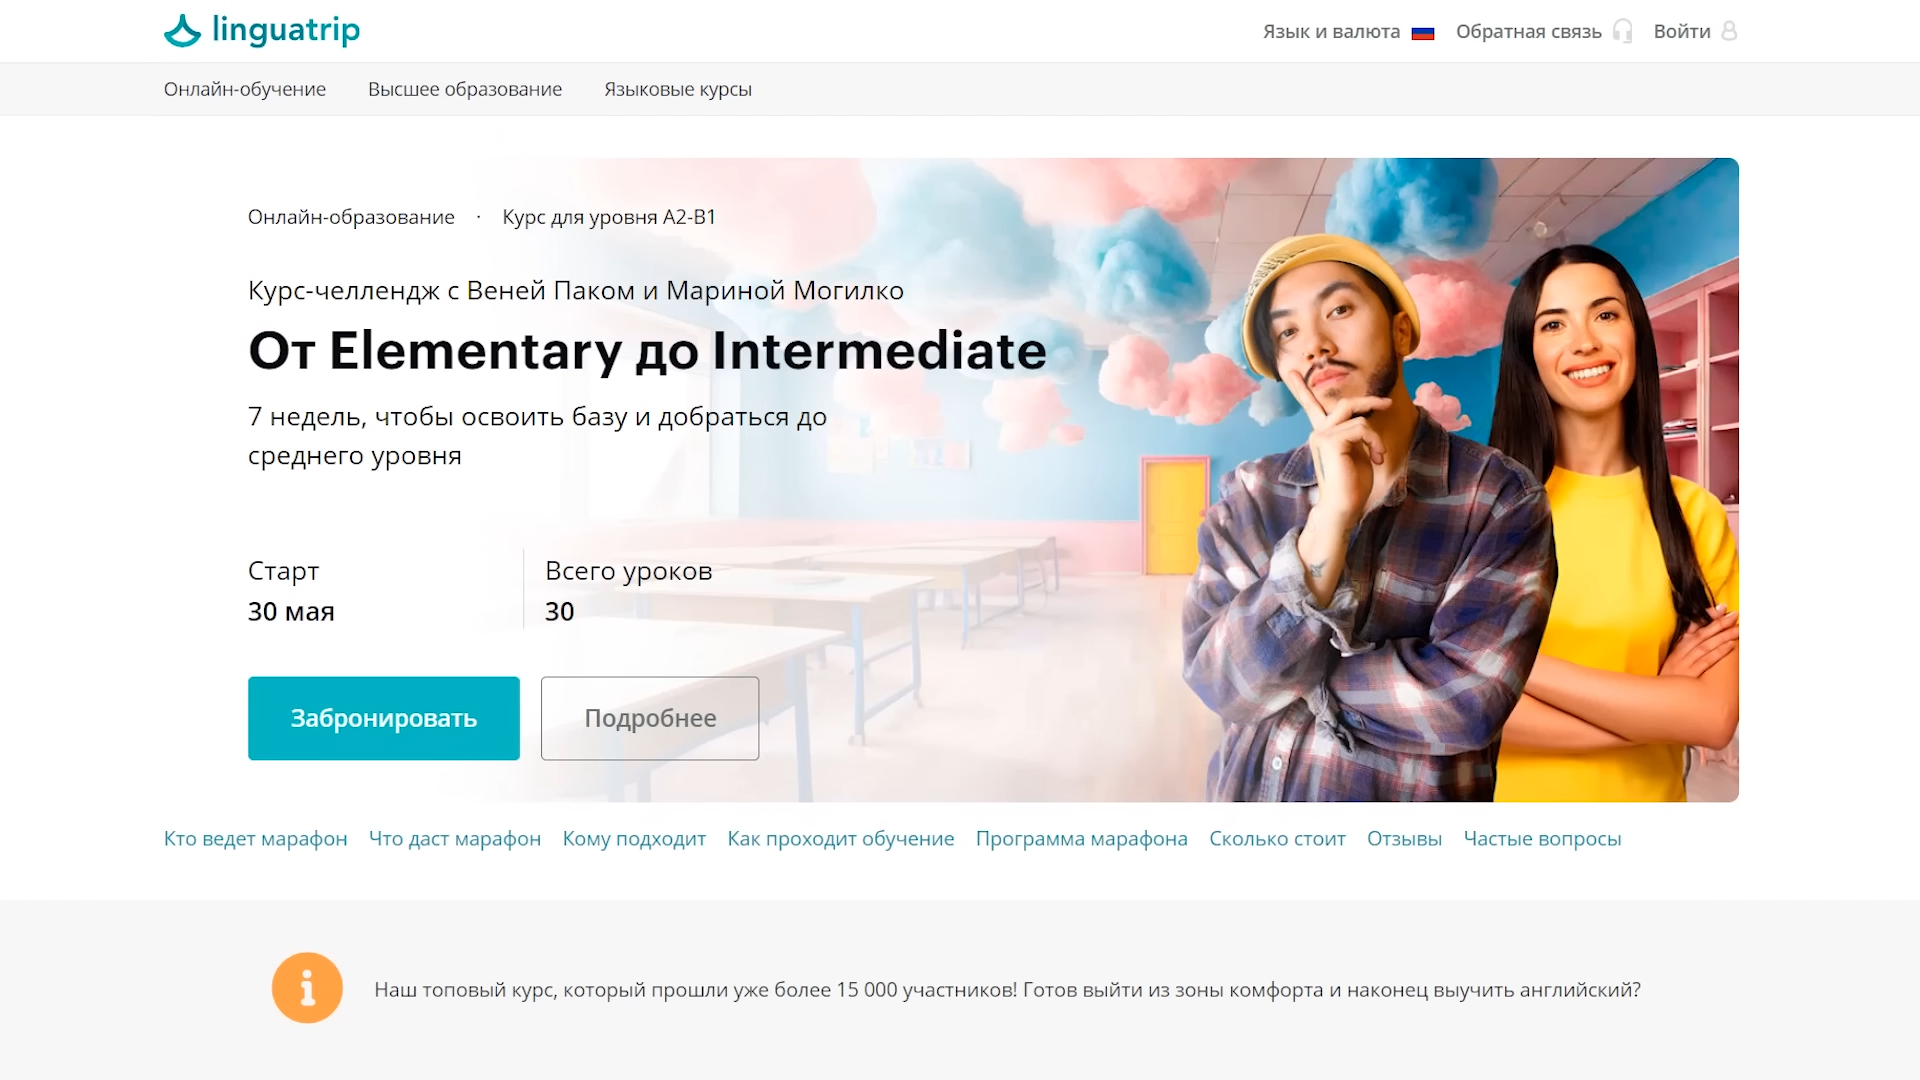 linguatrip
Язык и валюта
Обратная связь
Войти
Онлайн-обучение
Высшее образование
Языковые курсы
Онлайн-образование · Курс для уровня A2-B1
Курс-челлендж с Веней Паком и Мариной Могилко
От Elementary до Intermediate
7 недель, чтобы освоить базу и добраться до
среднего уровня
Старт
30 мая
Всего уроков
30
Забронировать
Подробнее
Кто ведет марафон
Что даст марафон
Кому подходит
Как проходит обучение
Программа марафона
Сколько стоит
Отзывы
Частые вопросы
Наш топовый курс, который прошли уже более 15 000 участников! Готов выйти из зоны комфорта и наконец выучить английский?